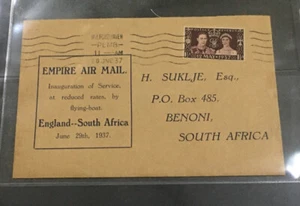 EMPIRE AIR MAIL.
Inauguration of Service,
at reduced rates, by
flying-boat.
England—South Africa
June 29th, 1937.
H. SUKLJE, Esq.,
P.O. Box 485,
BENONI,
SOUTH AFRICA